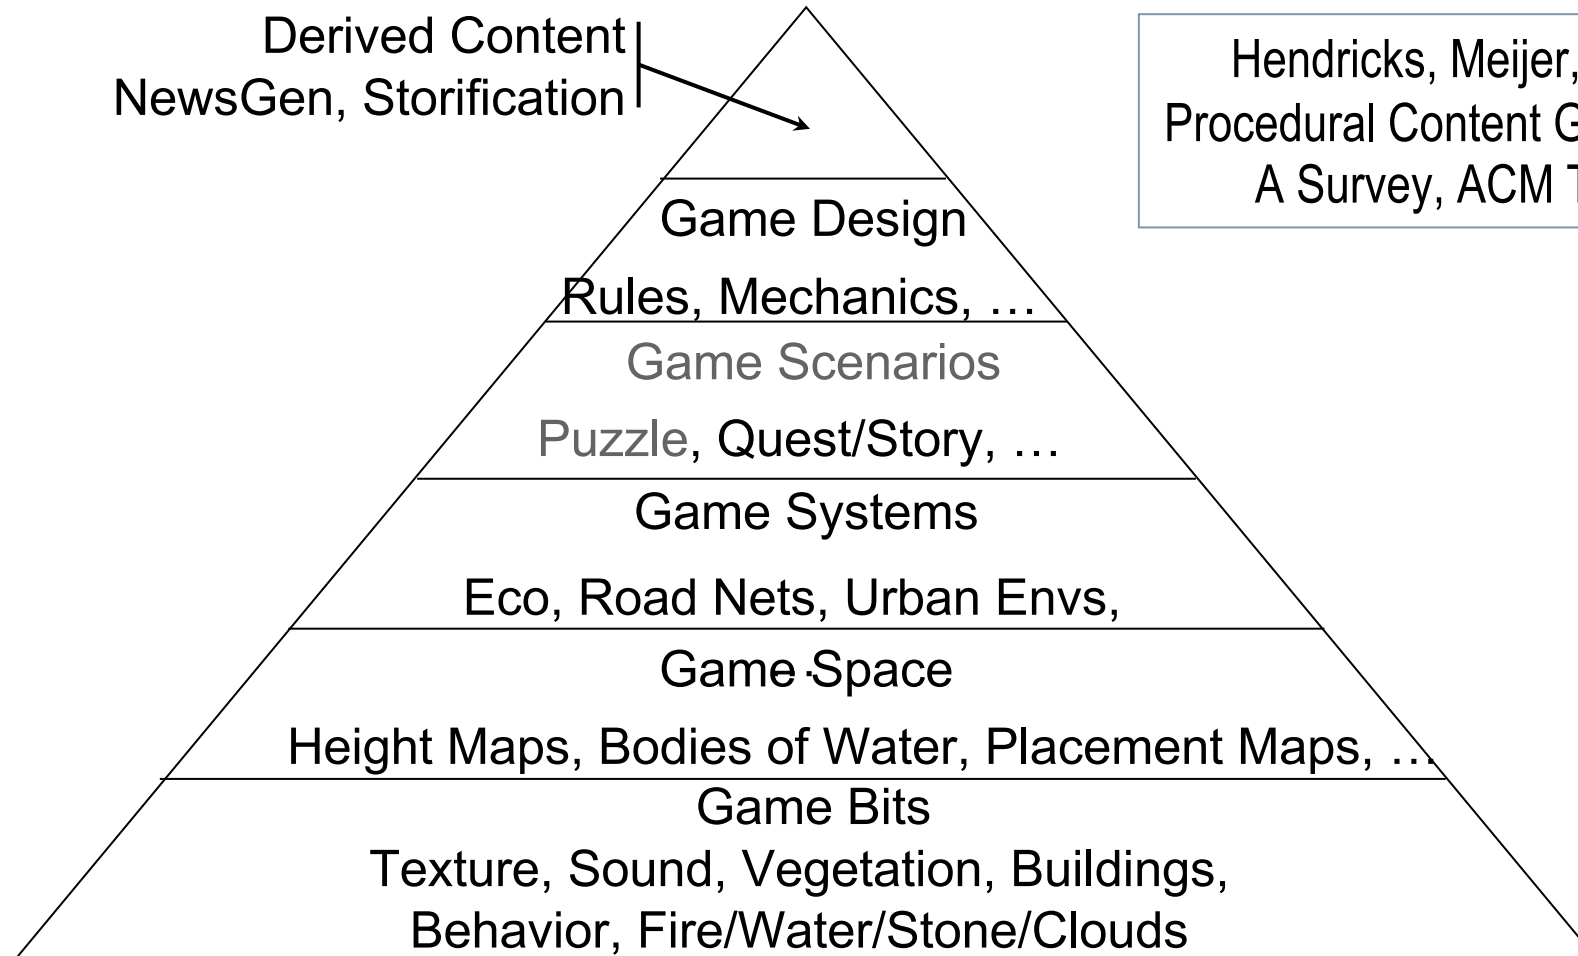 Derived Content
NewsGen, Storification
Hendricks, Meijer,
Procedural Content G
A Survey, ACM T
Game Design
Rules, Mechanics, …
Game Scenarios
Puzzle, Quest/Story, …
Game Systems
Eco, Road Nets, Urban Envs,
Game Space
Height Maps, Bodies of Water, Placement Maps, …
Game Bits
Texture, Sound, Vegetation, Buildings,
Behavior, Fire/Water/Stone/Clouds